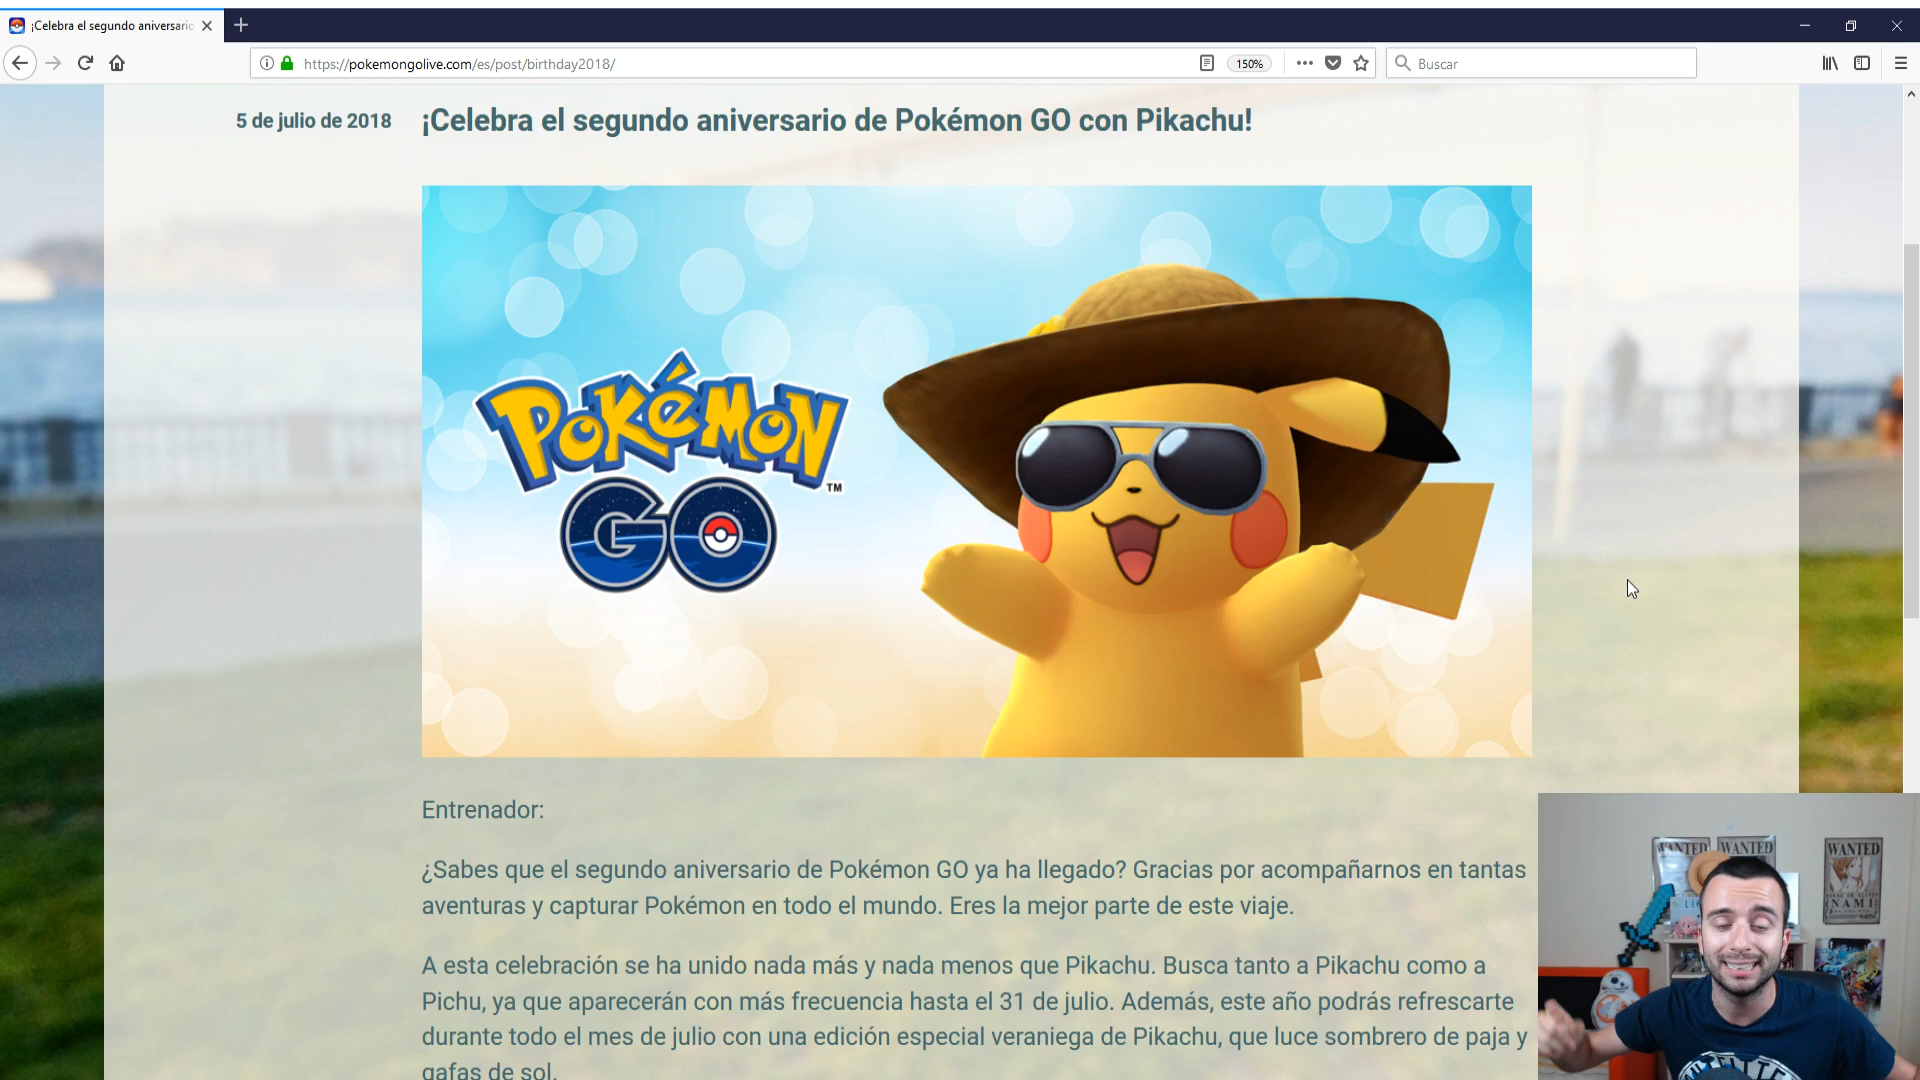 ¡Celebra el segundo aniversario
https://pokemongolive.com/es/post/birthday2018/
150%
Buscar
5 de julio de 2018
¡Celebra el segundo aniversario de Pokémon GO con Pikachu!
POKéMON
TM
GO
Entrenador:
¿Sabes que el segundo aniversario de Pokémon GO ya ha llegado? Gracias por acompañarnos en tantas
aventuras y capturar Pokémon en todo el mundo. Eres la mejor parte de este viaje.
A esta celebración se ha unido nada más y nada menos que Pikachu. Busca tanto a Pikachu como a
Pichu, ya que aparecerán con más frecuencia hasta el 31 de julio. Además, este año podrás refrescarte
durante todo el mes de julio con una edición especial veraniega de Pikachu, que luce sombrero de paja y
gafas de sol.
WANTED
WANTED
WANTED
NAMI